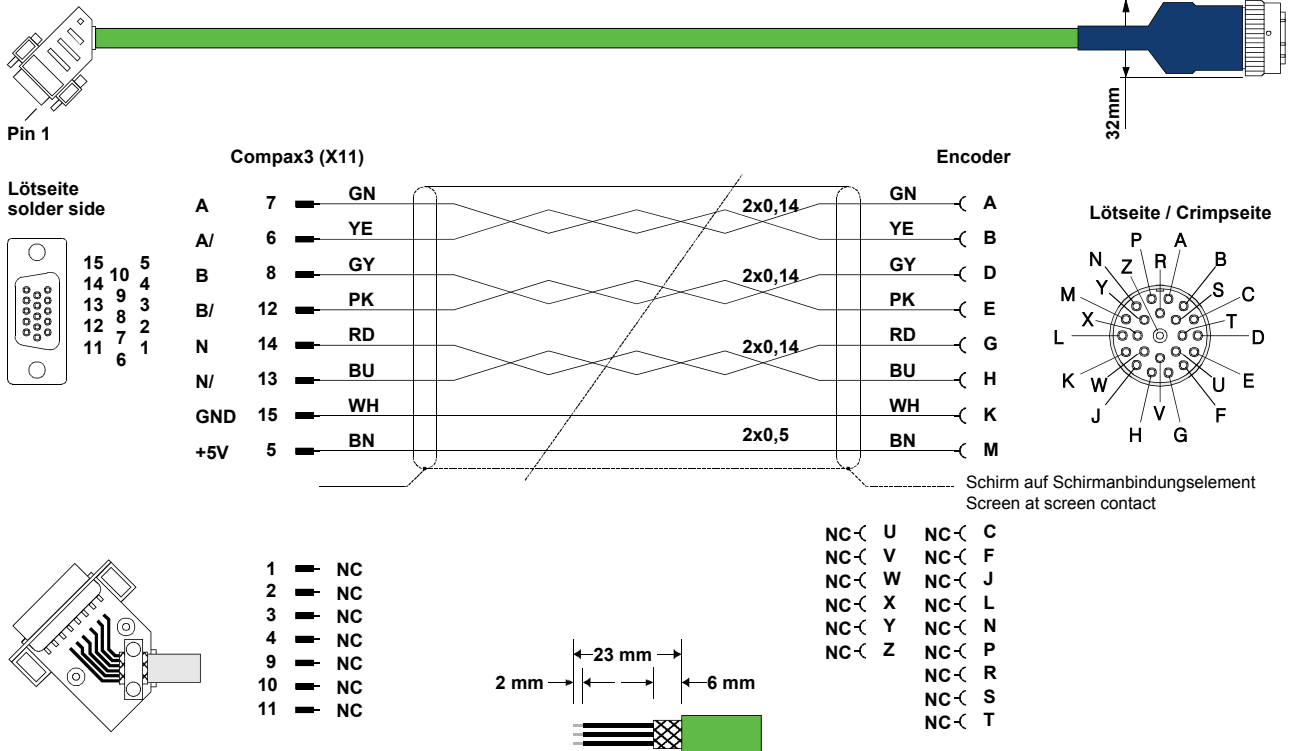 32mm
Pin 1
Compax3 (X11)
Encoder
Lötseite
solder side
15 10 5
14 9 4
13 8 3
12 7 2
11 6 1
A 7 GN 2x0,14 GN A
A/ 6 YE YE B
B 8 GY 2x0,14 GY D
B/ 12 PK PK E
N 14 RD 2x0,14 RD G
N/ 13 BU BU H
GND 15 WH WH K
+5V 5 BN 2x0,5 BN M
Lötseite / Crimpseite
P A
N Z R B
M Y S C
X T
L D
K W U E
J V F
H G
Schirm auf Schirmanbindungselement
Screen at screen contact
NC U NC C
NC V NC F
NC W NC J
NC X NC L
NC Y NC N
NC Z NC P
NC R
NC S
NC T
1 NC
2 NC
3 NC
4 NC
9 NC
10 NC
11 NC
23 mm
2 mm 6 mm